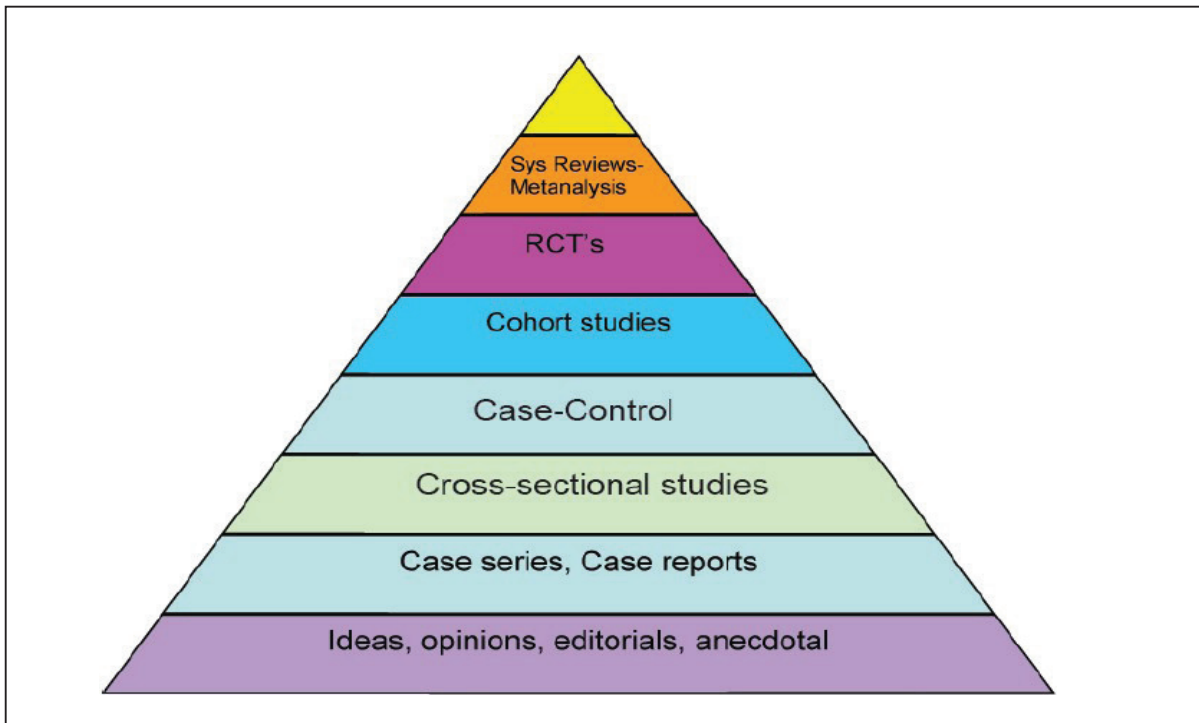 Sys Reviews-
Metanalysis
RCT's
Cohort studies
Case-Control
Cross-sectional studies
Case series, Case reports
Ideas, opinions, editorials, anecdotal